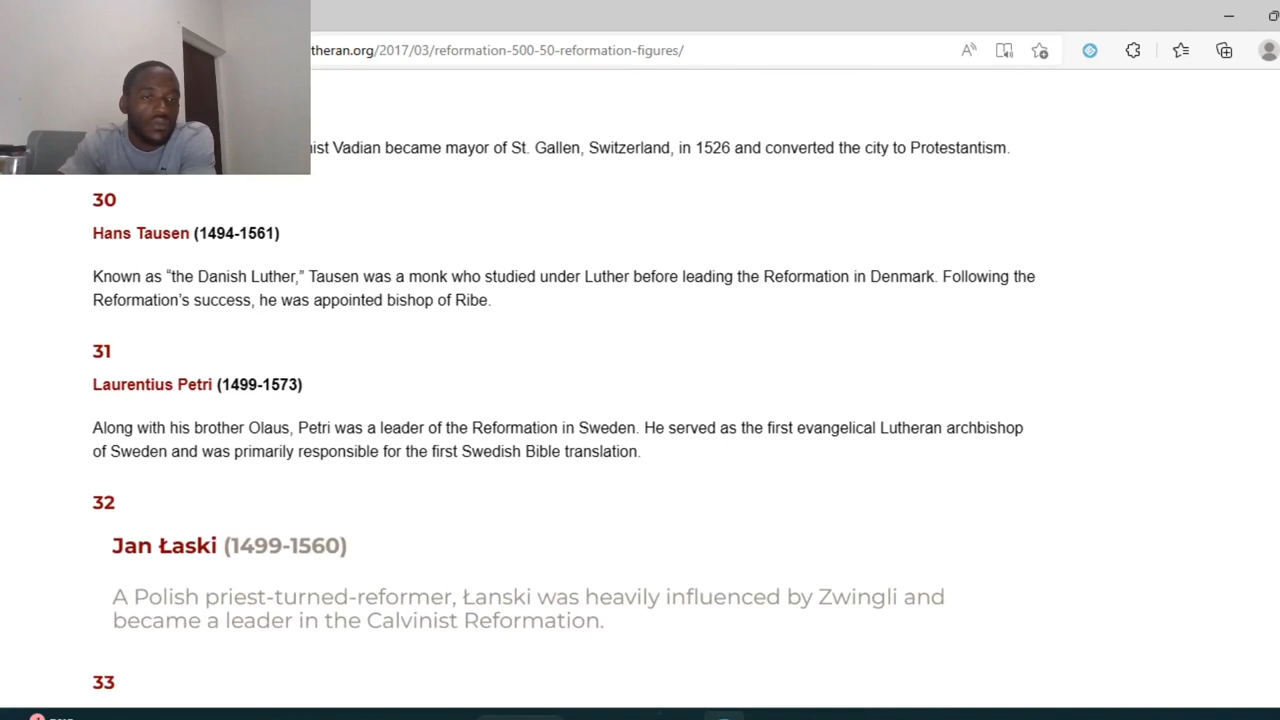 theran.org/2017/03/reformation-500-50-reformation-figures/
ist Vadian became mayor of St. Gallen, Switzerland, in 1526 and converted the city to Protestantism.
30
Hans Tausen (1494-1561)
Known as “the Danish Luther,” Tausen was a monk who studied under Luther before leading the Reformation in Denmark. Following the
Reformation’s success, he was appointed bishop of Ribe.
31
Laurentius Petri (1499-1573)
Along with his brother Olaus, Petri was a leader of the Reformation in Sweden. He served as the first evangelical Lutheran archbishop
of Sweden and was primarily responsible for the first Swedish Bible translation.
32
Jan Łaski (1499-1560)
A Polish priest-turned-reformer, Łanski was heavily influenced by Zwingli and
became a leader in the Calvinist Reformation.
33